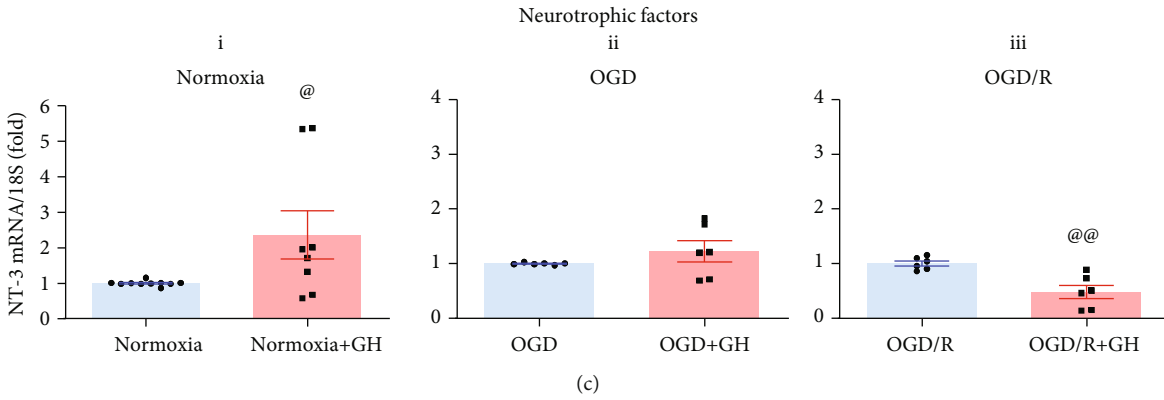 Neurotrophic factors
i
ii
iii
Normoxia
OGD
OGD/R
NT-3 mRNA/18S (fold)
6
5
4
3
2
1
0
@
Normoxia
Normoxia+GH
4
3
2
1
0
OGD
OGD+GH
4
3
2
1
0
@@
OGD/R
OGD/R+GH
(c)